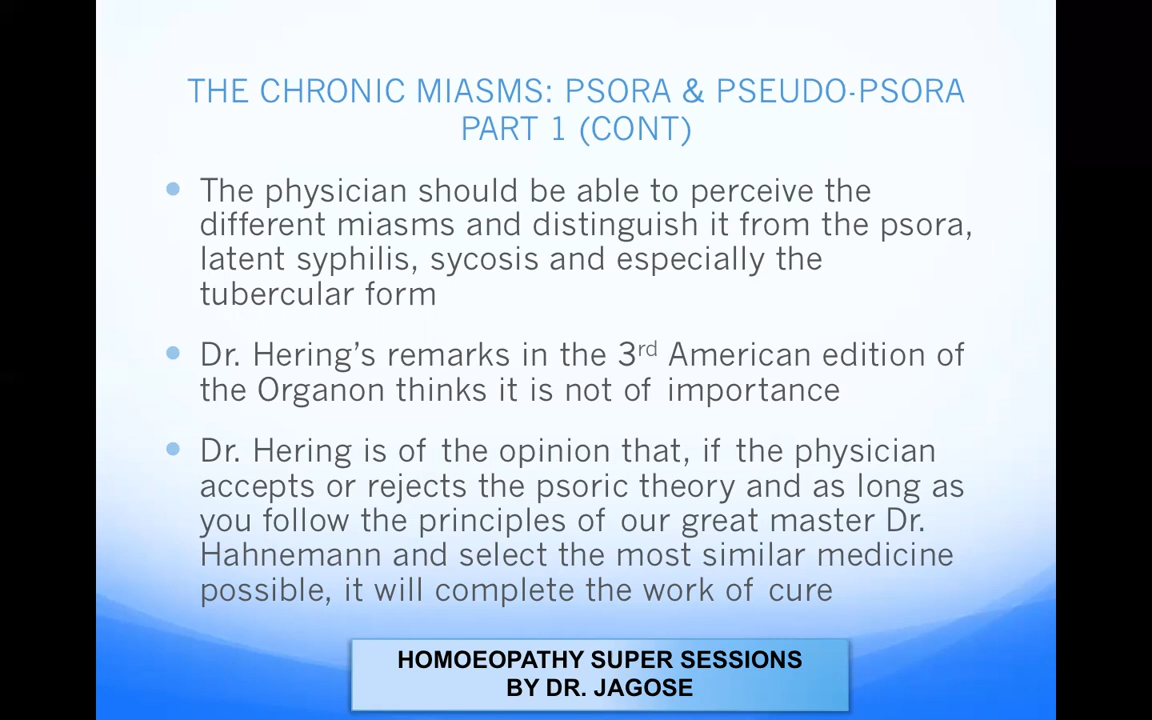 THE CHRONIC MIASMS: PSORA & PSEUDO-PSORA
PART 1 (CONT)
• The physician should be able to perceive the
different miasms and distinguish it from the psora,
latent syphilis, sycosis and especially the
tubercular form
• Dr. Hering’s remarks in the 3rd American edition of
the Organon thinks it is not of importance
• Dr. Hering is of the opinion that, if the physician
accepts or rejects the psoric theory and as long as
you follow the principles of our great master Dr.
Hahnemann and select the most similar medicine
possible, it will complete the work of cure
HOMOEOPATHY SUPER SESSIONS
BY DR. JAGOSE